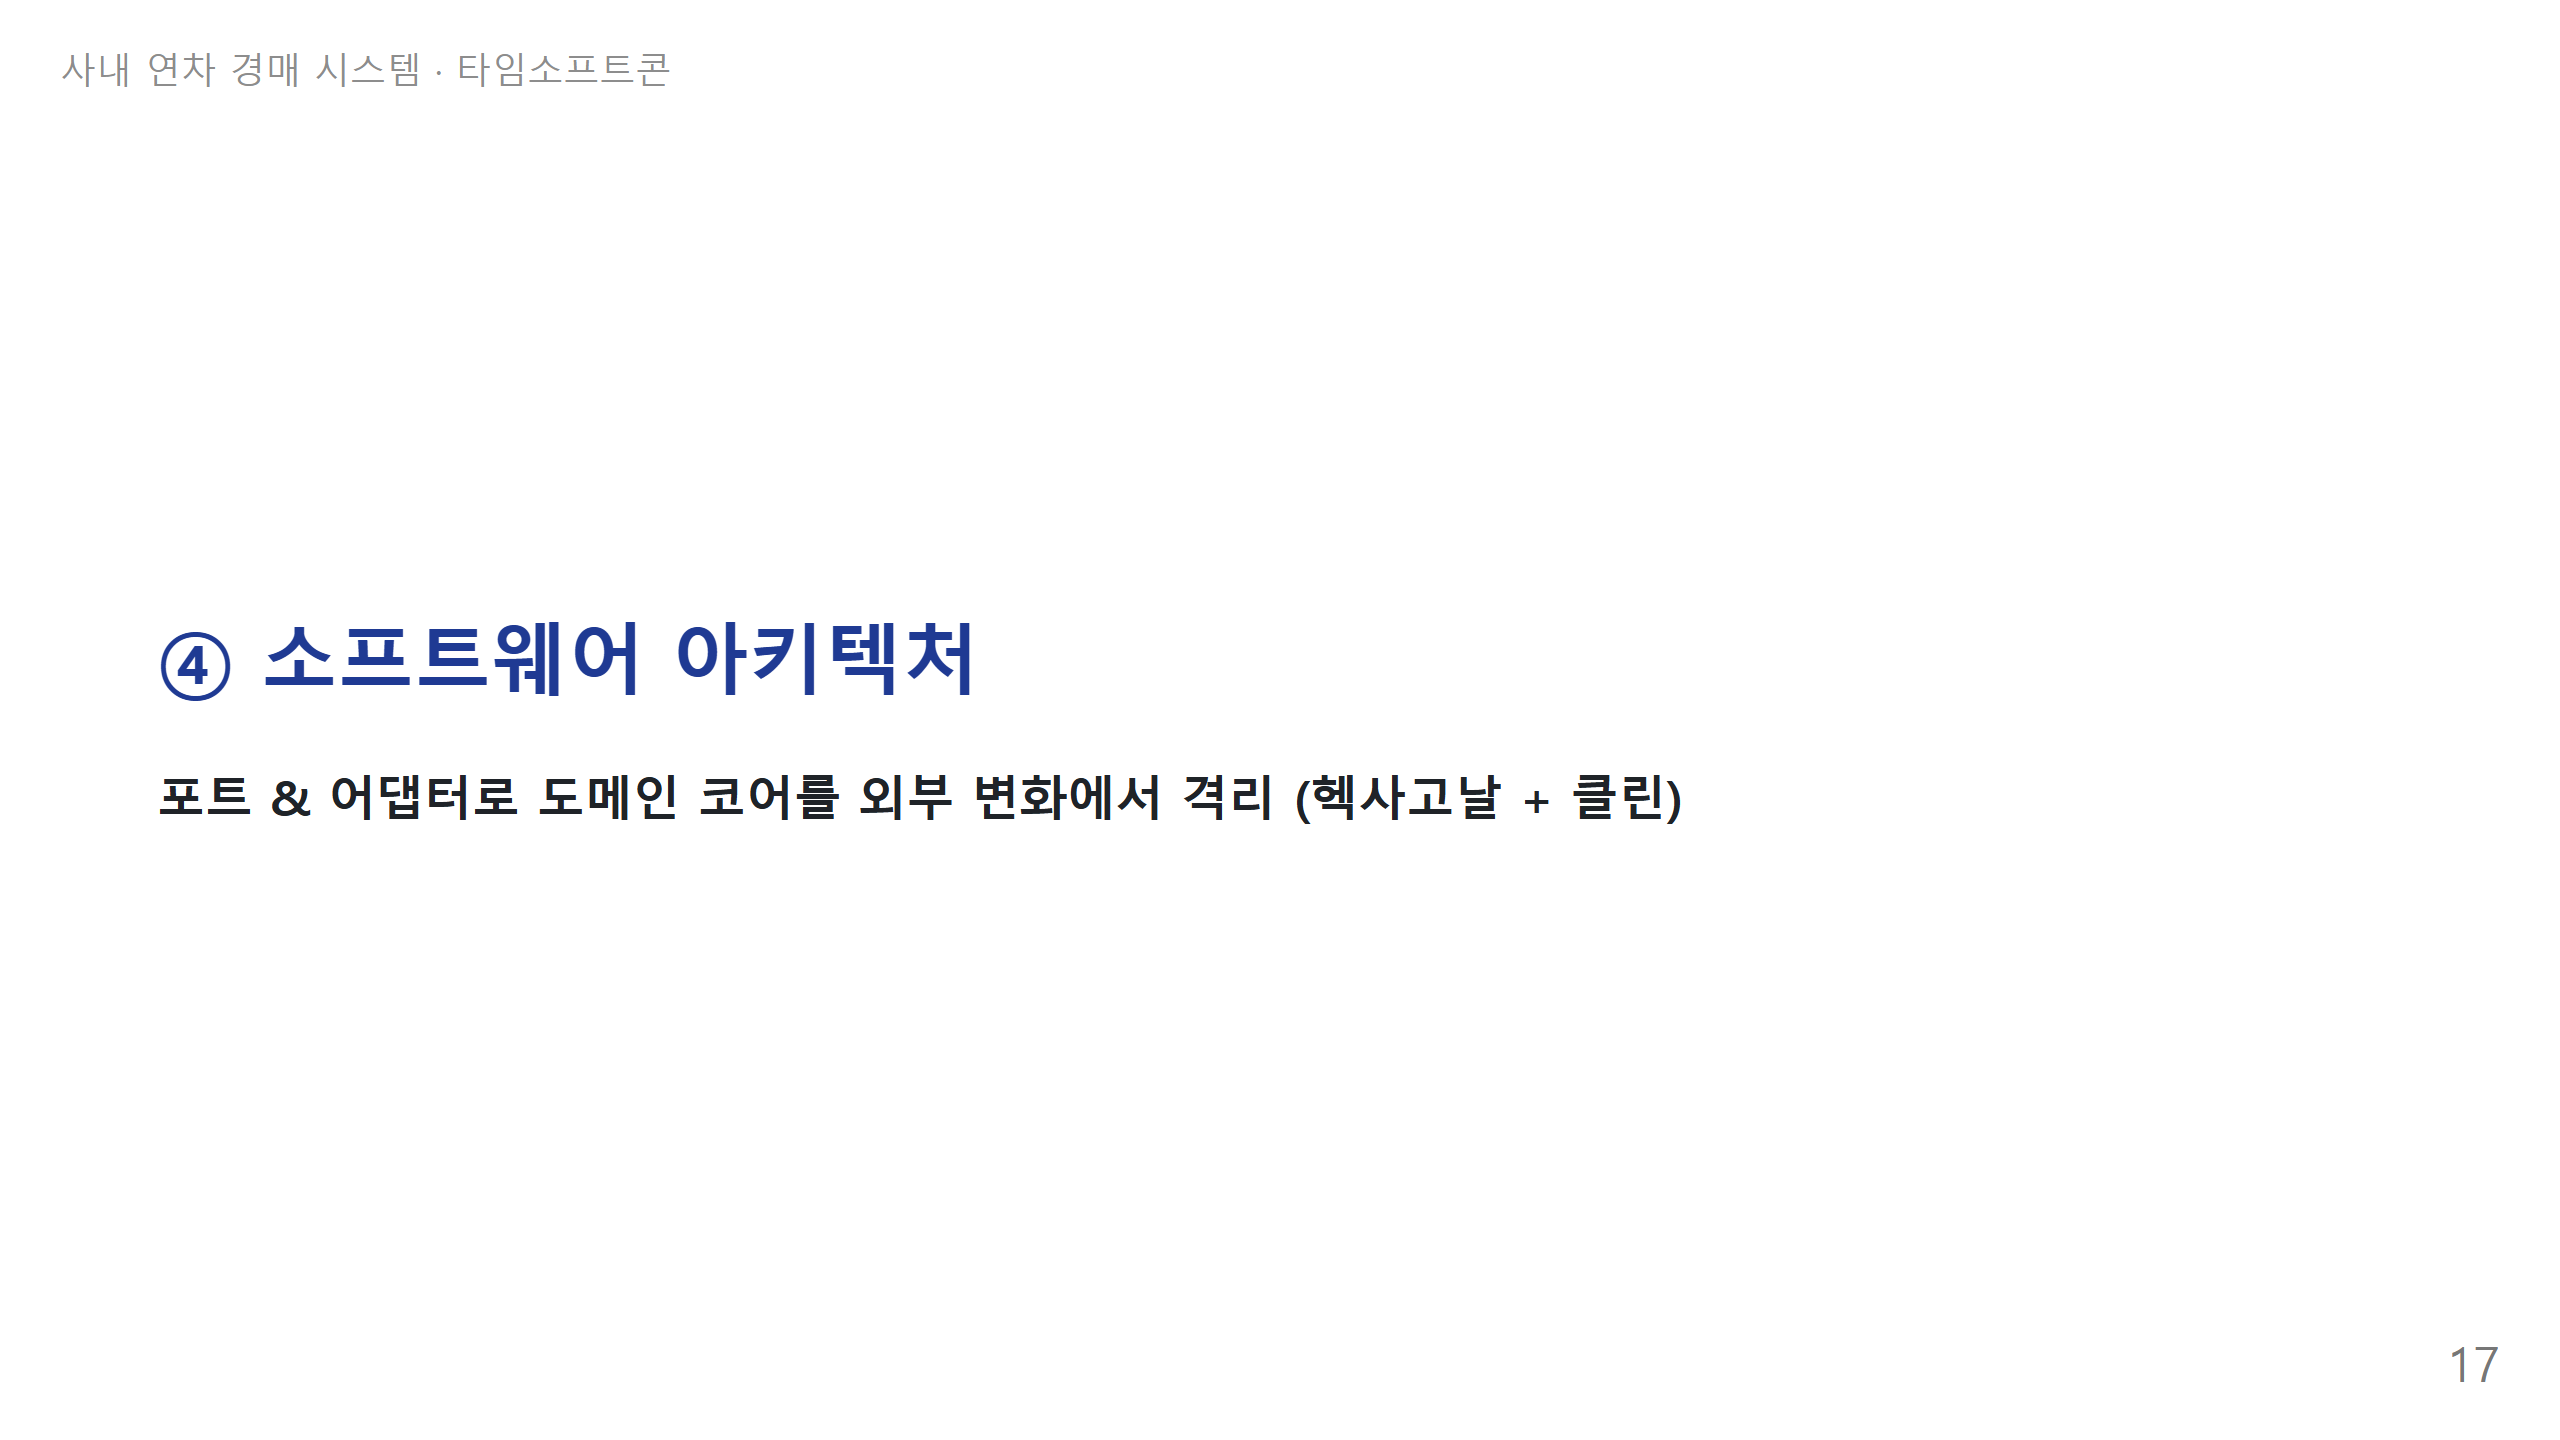 사내 연차 경매 시스템 · 타임소프트콘
④ 소프트웨어 아키텍처
포트 & 어댑터로 도메인 코어를 외부 변화에서 격리 (헥사고날 + 클린)
17